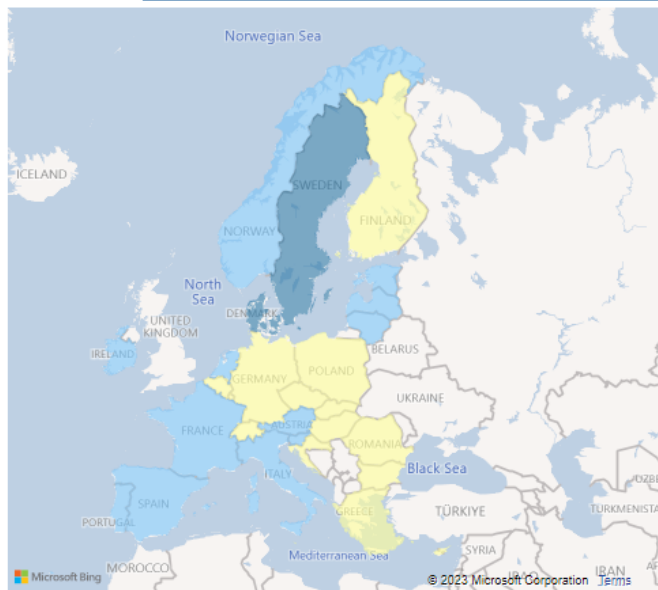 Norwegian Sea
ICELAND
SWEDEN
FINLAND
NORWAY
North
Sea
DENMARK
UNITED
KINGDOM
IRELAND
BELARUS
GERMANY
POLAND
UKRAINE
FRANCE
AUSTRIA
ROMANIA
ITALY
Black Sea
SPAIN
PORTUGAL
GREECE
TÜRKIYE
UZBE
TURKMENISTA
SYRIA
Mediterranean Sea
MOROCCO
IRAQ
IRAN
AF
Microsoft Bing
© 2023 Microsoft Corporation Terms